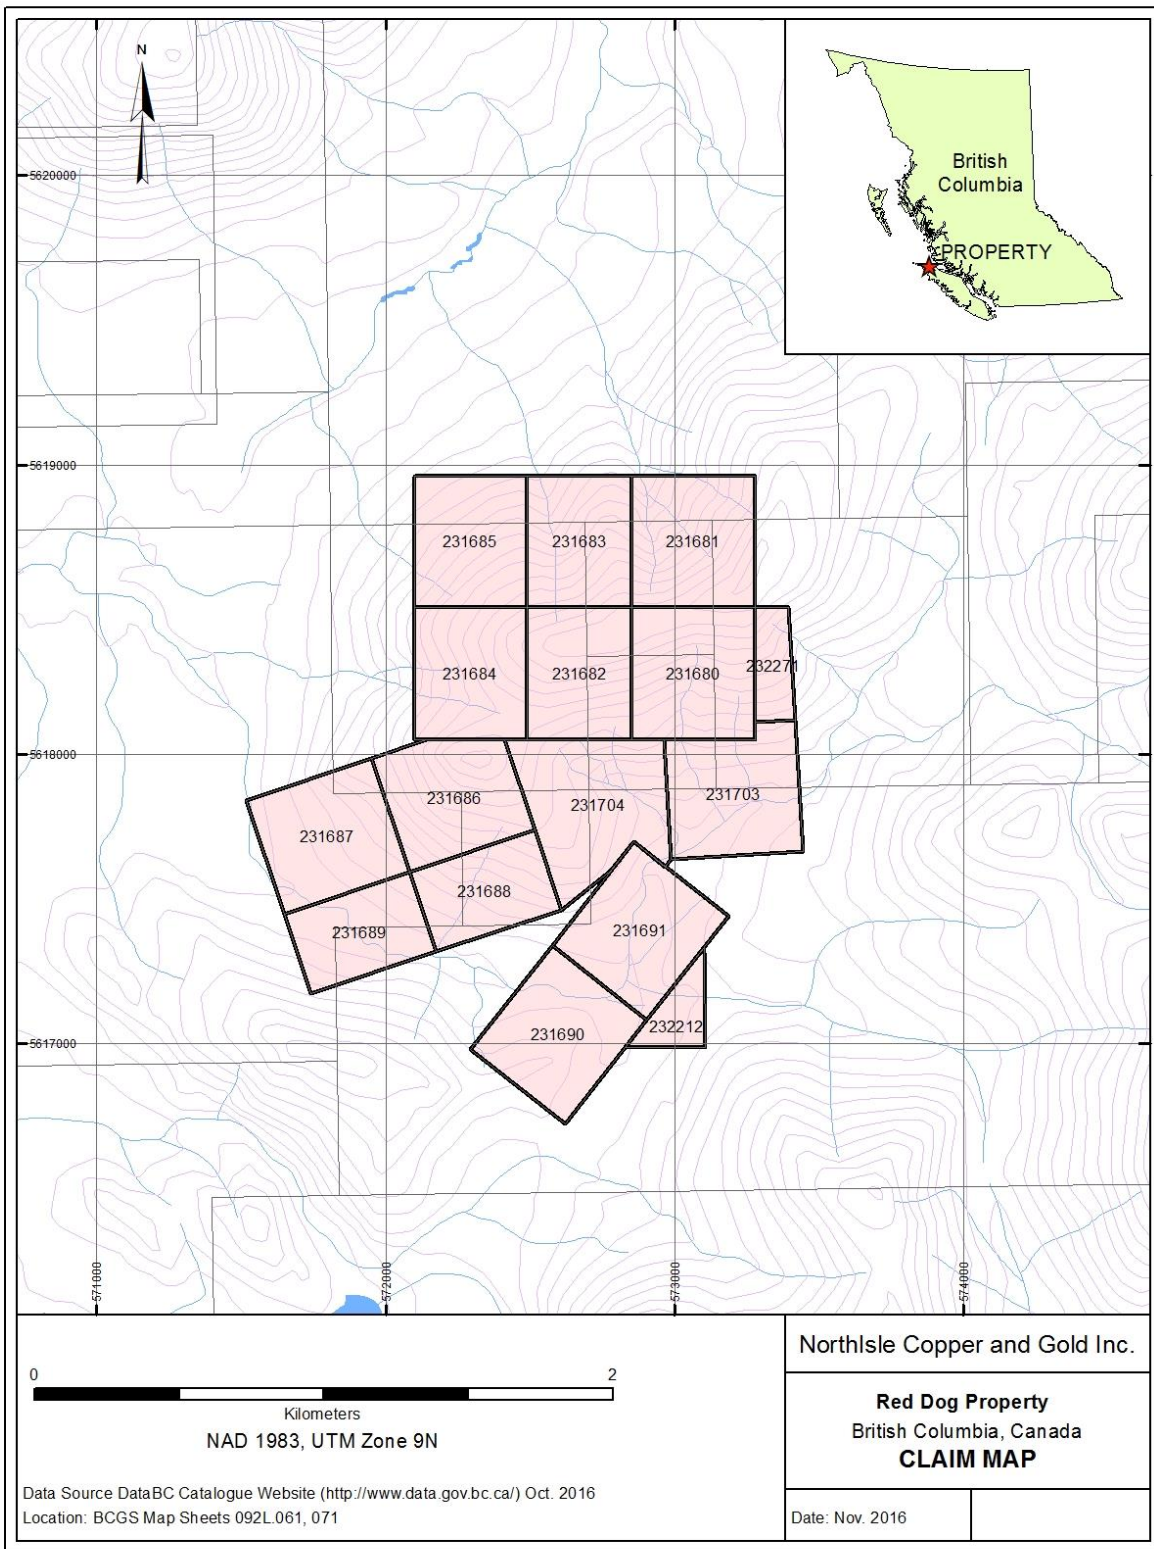 N
British
Columbia
PROPERTY
5620000
5619000
5618000
5617000
231685
231683
231681
231684
231682
231680
232271
231686
231704
231703
231687
231688
231689
231691
231690
232212
571000
572000
573000
574000
0
2
Kilometers
NAD 1983, UTM Zone 9N
Data Source DataBC Catalogue Website (http://www.data.gov.bc.ca/) Oct. 2016
Location: BCGS Map Sheets 092L.061, 071
NorthIsle Copper and Gold Inc.
Red Dog Property
British Columbia, Canada
CLAIM MAP
Date: Nov. 2016